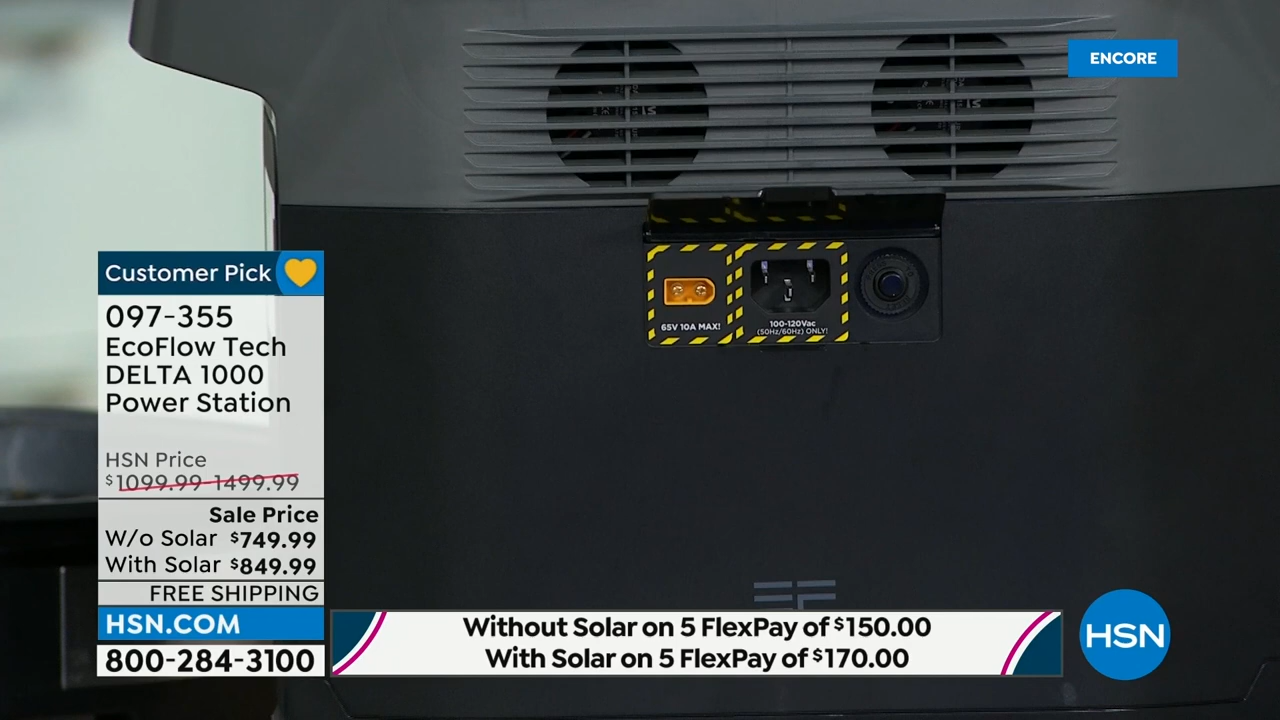 ENCORE
65V 10A MAX!
100-120Vac
(50Hz/60Hz) ONLY!
Customer Pick
097-355
EcoFlow Tech
DELTA 1000
Power Station
HSN Price
$1099.99-1499.99
Sale Price
W/o Solar $749.99
With Solar $849.99
FREE SHIPPING
HSN.COM
800-284-3100
Without Solar on 5 FlexPay of $150.00
With Solar on 5 FlexPay of $170.00
HSN